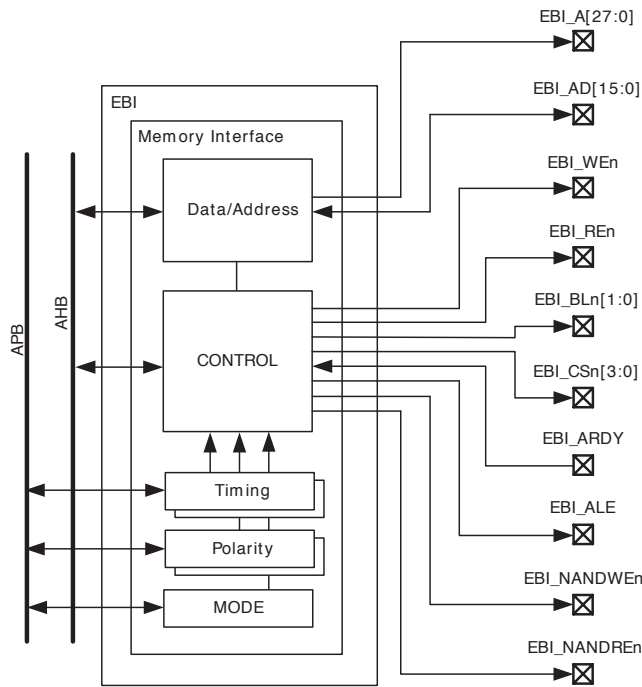 EBI_A[27:0]
EBI
EBI_AD[15:0]
Memory Interface
EBI_WEn
Data/Address
EBI_REn
EBI_BLn[1:0]
APB
AHB
CONTROL
EBI_CSn[3:0]
EBI_ARDY
Timing
EBI_ALE
Polarity
EBI_NANDWEn
MODE
EBI_NANDREn